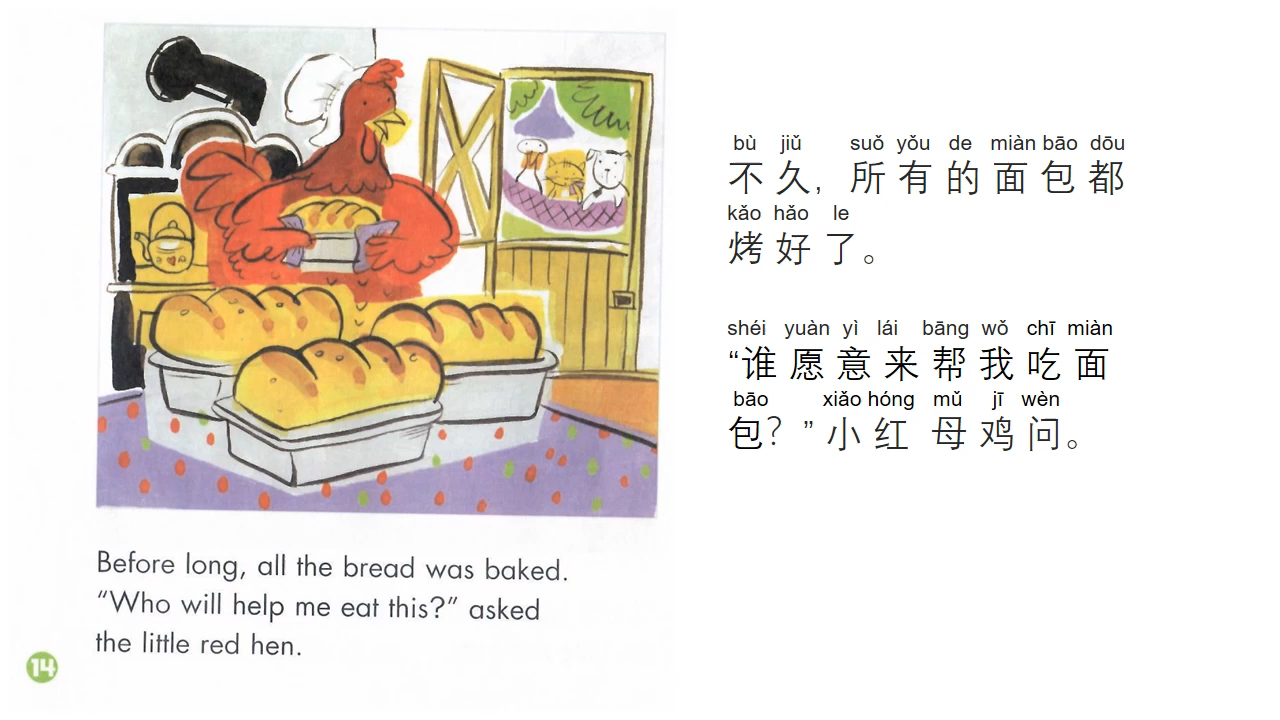 Before long, all the bread was baked.
“Who will help me eat this?” asked
the little red hen.
14
bù jiǔ suǒ yǒu de miàn bāo dōu
不久，所有的面包都
kǎo hǎo le
烤好了。
shéi yuàn yì lái bāng wǒ chī miàn
“谁愿意来帮我吃面
bāo xiǎo hóng mǔ jī wèn
包？”小红母鸡问。